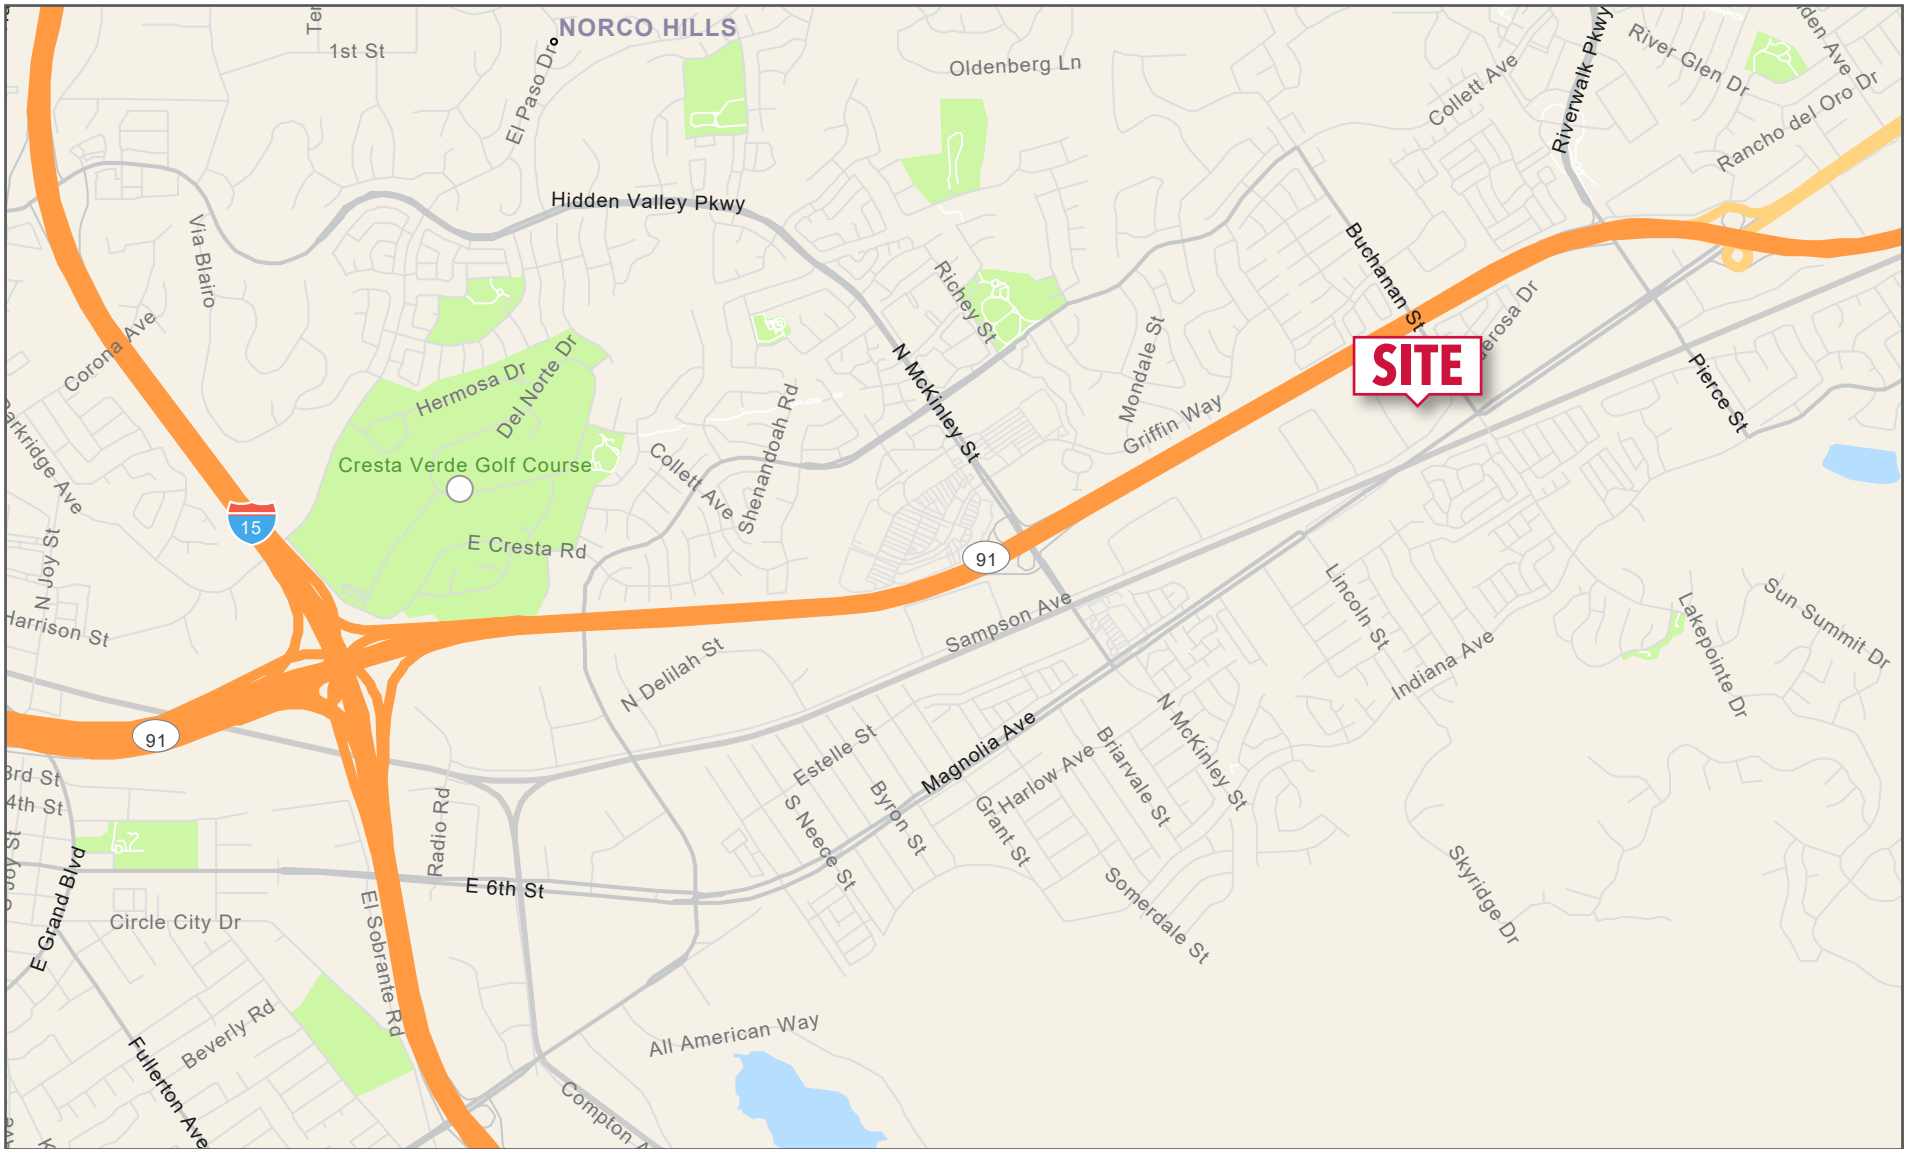 NORCO HILLS
1st St
El Paso Dr
Oldenberg Ln
Collett Ave
Riverwalk Pkwy
River Glen Dr
Rancho del Oro Dr
Hidden Valley Pkwy
Via Blairo
Richey St
Buchanan St
Corona Ave
Hermosa Dr
Del Norte Dr
N McKinley St
Mondale St
Griffin Way
SITE
Pierce St
Cresta Verde Golf Course
Collett Ave
Shenandoah Rd
15
E Cresta Rd
91
N Joy St
Harrison St
Sampson Ave
Lincoln St
Indiana Ave
Lakepointe Dr
Sun Summit Dr
N Delilah St
91
N McKinley St
Magnolia Ave
Estelle St
Harlow Ave
Briarvale St
3rd St
4th St
Radio Rd
S Neece St
Byron St
Grant St
E Grand Blvd
E 6th St
Somerdale St
Skyridge Dr
Circle City Dr
El Sobrante Rd
Beverly Rd
All American Way
Fullerton Ave
Compton A